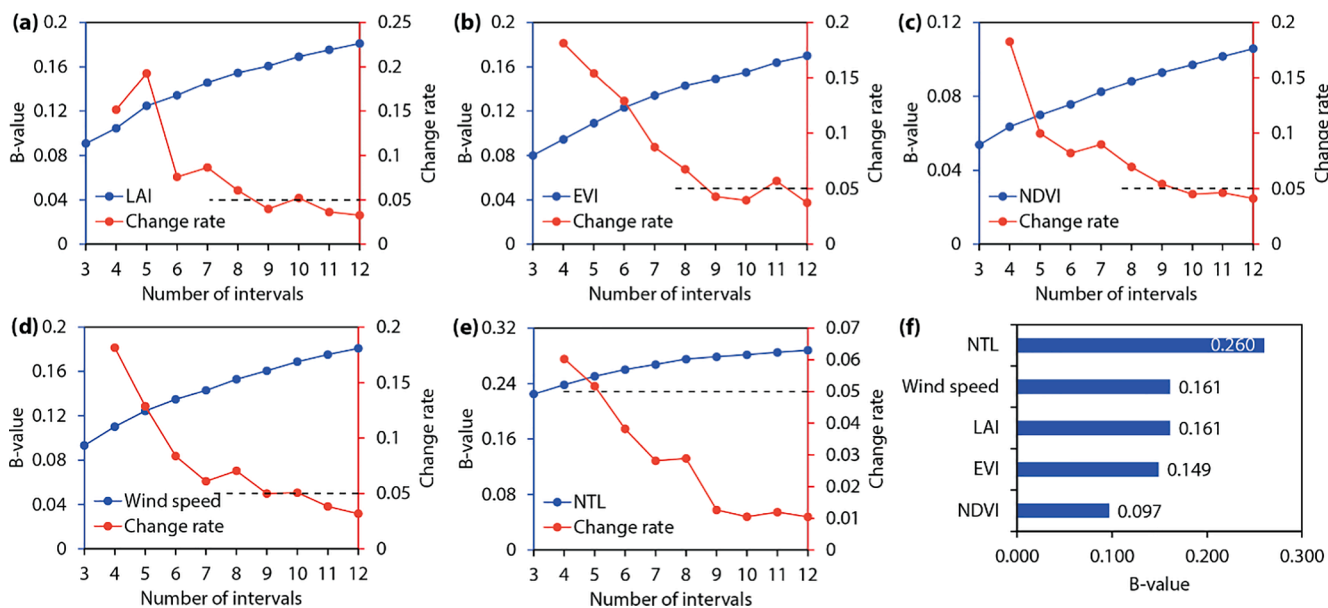 (a)
0.2
0.16
0.12
0.08
0.04
0
B-value
0.25
0.2
0.15
0.1
0.05
0
Change rate
LAI
Change rate
3 4 5 6 7 8 9 10 11 12
Number of intervals
(b)
0.2
0.16
0.12
0.08
0.04
0
B-value
0.2
0.15
0.1
0.05
0
Change rate
EVI
Change rate
3 4 5 6 7 8 9 10 11 12
Number of intervals
(c)
0.12
0.08
0.04
0
B-value
0.2
0.15
0.1
0.05
0
Change rate
NDVI
Change rate
3 4 5 6 7 8 9 10 11 12
Number of intervals
(d)
0.2
0.16
0.12
0.08
0.04
0
B-value
0.2
0.15
0.1
0.05
0
Change rate
Wind speed
Change rate
3 4 5 6 7 8 9 10 11 12
Number of intervals
(e)
0.32
0.24
0.16
0.08
0
B-value
0.07
0.06
0.05
0.04
0.03
0.02
0.01
0
Change rate
NTL
Change rate
3 4 5 6 7 8 9 10 11 12
Number of intervals
(f)
NTL 0.260
Wind speed 0.161
LAI 0.161
EVI 0.149
NDVI 0.097
0.000 0.100 0.200 0.300
B-value